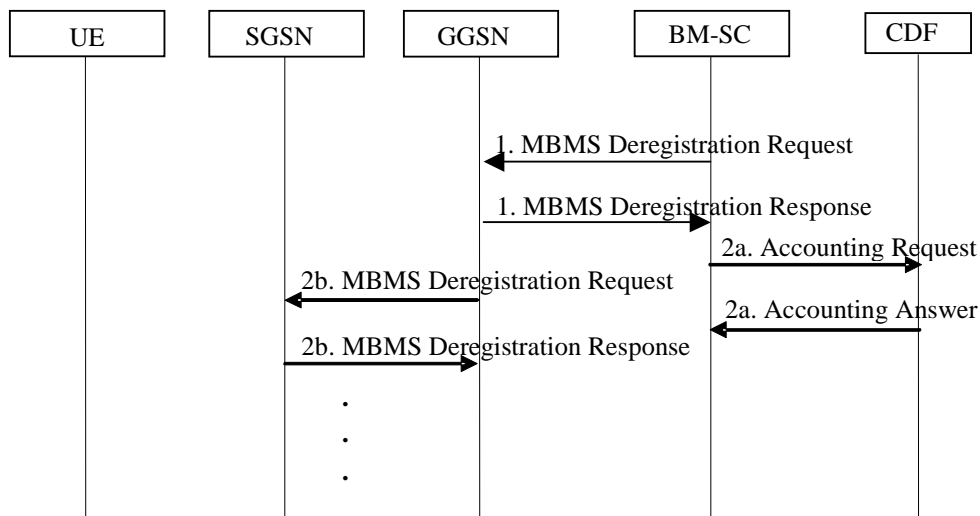 UE
SGSN
GGSN
BM-SC
CDF
1. MBMS Deregistration Request
1. MBMS Deregistration Response
2a. Accounting Request
2b. MBMS Deregistration Request
2a. Accounting Answer
2b. MBMS Deregistration Response
.
.
.